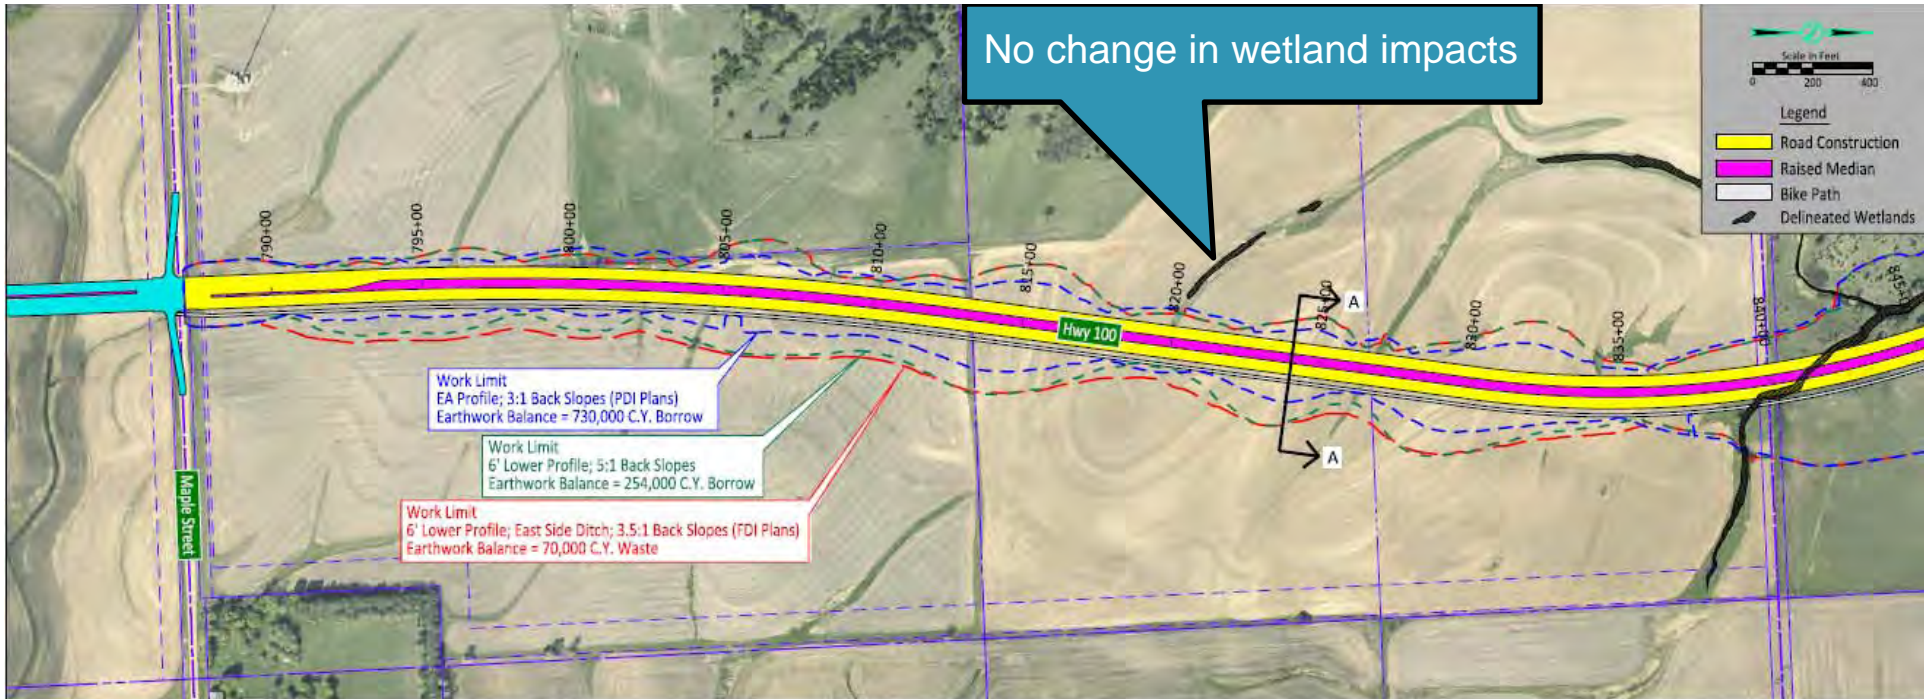 No change in wetland impacts
Scale in Feet
0 200 400
Legend
Road Construction
Raised Median
Bike Path
Delineated Wetlands
790+00
795+00
800+00
805+00
810+00
815+00
820+00
825+00
830+00
835+00
840+00
845+00
Hwy 100
A
A
Maple Street
Work Limit
EA Profile; 3:1 Back Slopes (PDI Plans)
Earthwork Balance = 730,000 C.Y. Borrow
Work Limit
6' Lower Profile; 5:1 Back Slopes
Earthwork Balance = 254,000 C.Y. Borrow
Work Limit
6' Lower Profile; East Side Ditch; 3.5:1 Back Slopes (FDI Plans)
Earthwork Balance = 70,000 C.Y. Waste